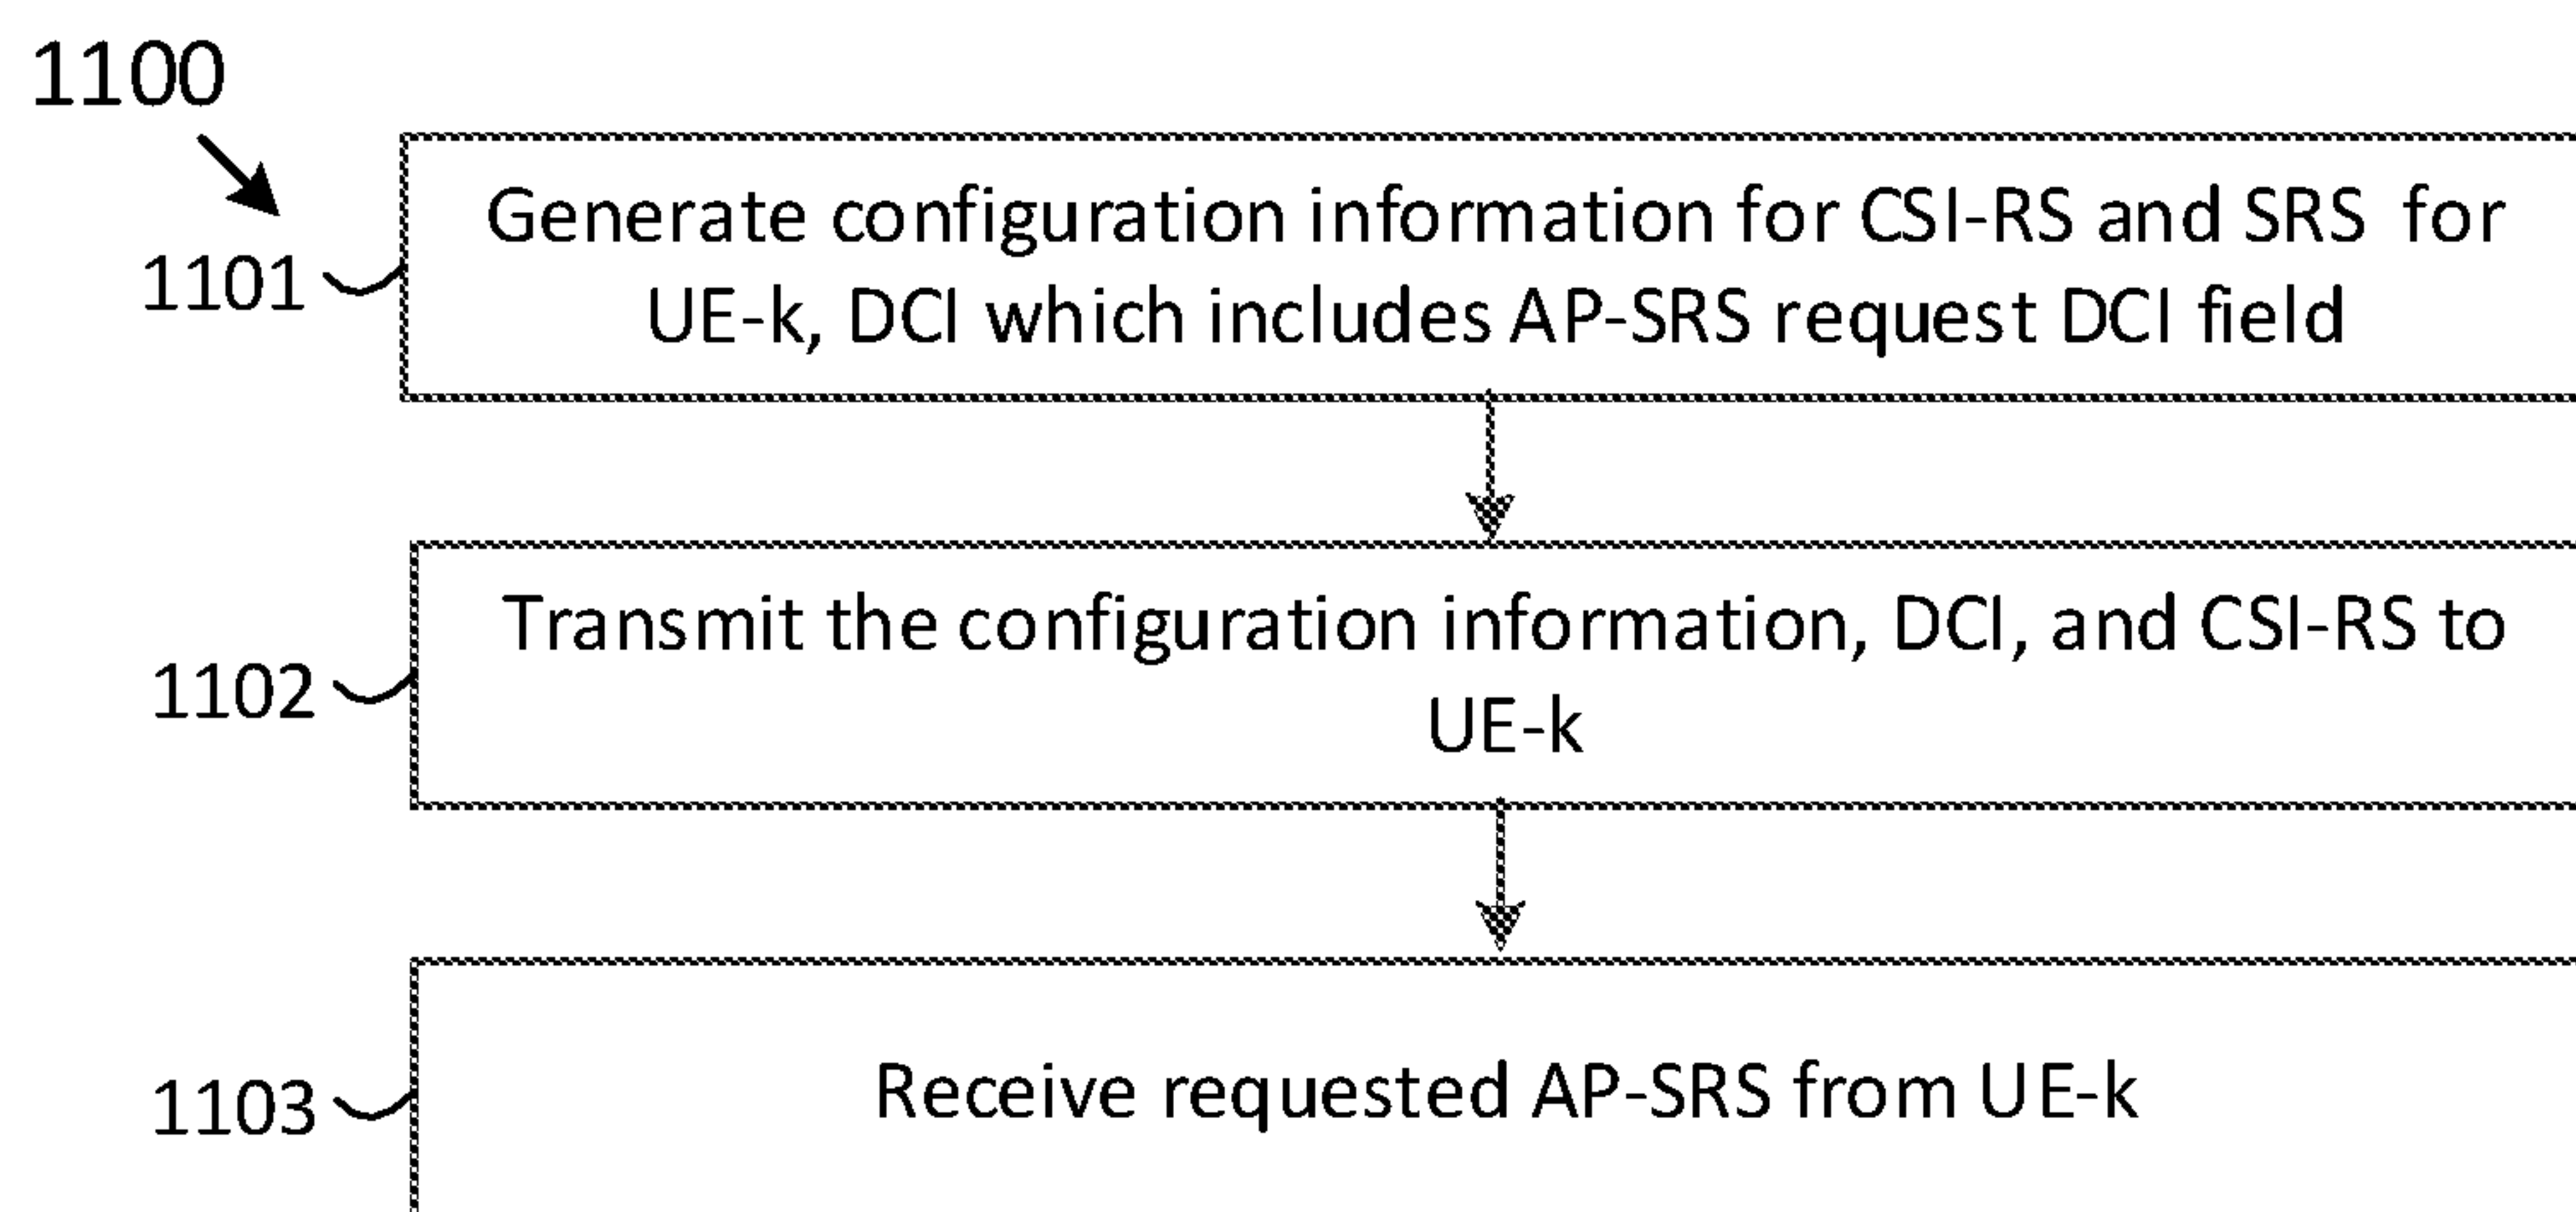 1100
1101
Generate configuration information for CSI-RS and SRS for
UE-k, DCI which includes AP-SRS request DCI field
1102
Transmit the configuration information, DCI, and CSI-RS to
UE-k
1103
Receive requested AP-SRS from UE-k